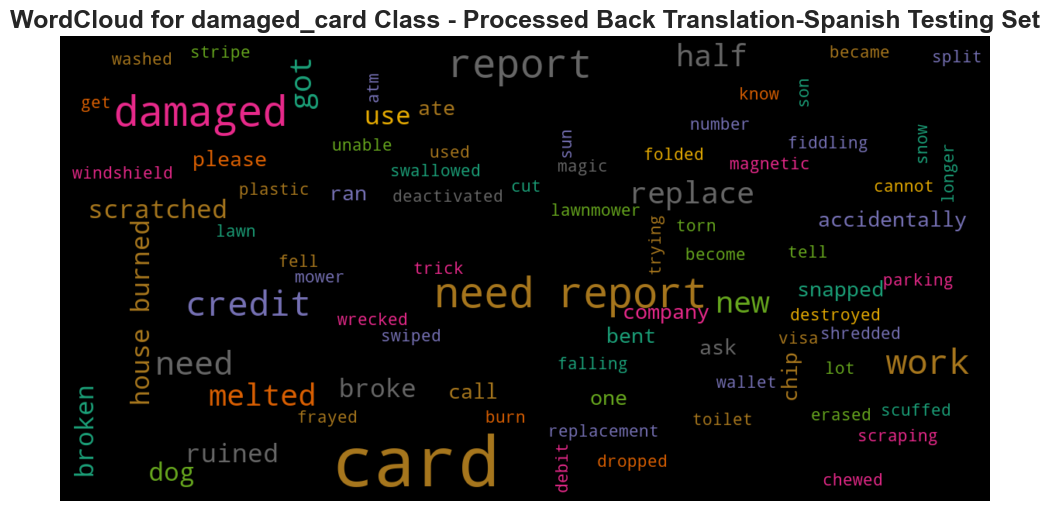 WordCloud for damaged_card Class - Processed Back Translation-Spanish Testing Set
washed
stripe
got
atm
report
half
became
split
get
damaged
use
ate
know
son
number
fiddling
snow
longer
windshield
please
unable
used
swallowed
sun
magic
folded
magnetic
cannot
plastic
ran
deactivated
cut
replace
scratched
lawn
lawnmower
trying
torn
accidentally
house burned
fell
mower
trick
become
tell
parking
credit
need report
company
new
snapped
destroyed
wrecked
swiped
bent
visa
shredded
need
melted
broke
call
falling
ask
chip
lot
work
wallet
broken
frayed
burn
one
toilet
erased
scuffed
replacement
scraping
ruined
dog
card
debit
dropped
chewed